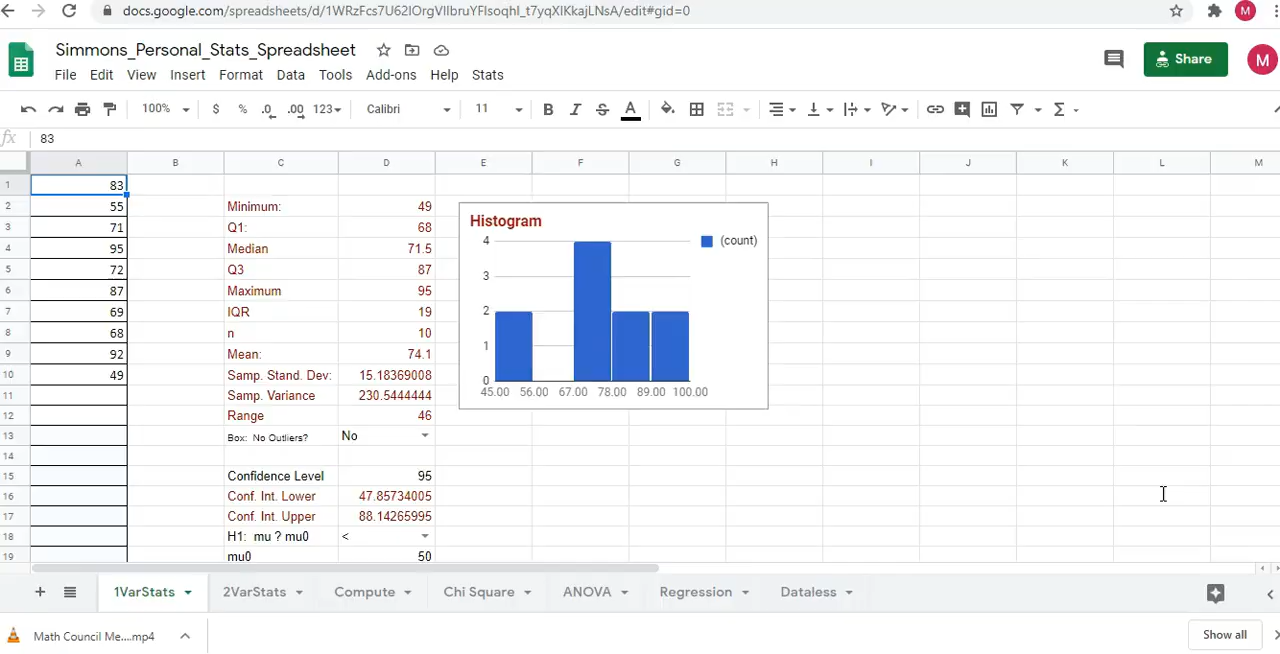 docs.google.com/spreadsheets/d/1WRzFcs7U62IOrgVIIbruYFIsoqhI_t7yqXIKkajLNsA/edit#gid=0
M
Simmons_Personal_Stats_Spreadsheet
File Edit View Insert Format Data Tools Add-ons Help Stats
Share
M
100% $ % .0 .00 123 Calibri 11 B I S A Σ
fx 83
A B C D E F G H I J K L M
1 83
2 55 Minimum: 49
3 71 Q1: 68
4 95 Median 71.5
5 72 Q3 87
6 87 Maximum 95
7 69 IQR 19
8 68 n 10
9 92 Mean: 74.1
10 49 Samp. Stand. Dev: 15.18369008
11 Samp. Variance 230.5444444
12 Range 46
13 Box: No Outliers? No
14
15 Confidence Level 95
16 Conf. Int. Lower 47.85734005
17 Conf. Int. Upper 88.14265995
18 H1: mu ? mu0 <
19 mu0 50
Histogram
(count)
4
3
2
1
0
45.00 56.00 67.00 78.00 89.00 100.00
+ 1VarStats 2VarStats Compute Chi Square ANOVA Regression Dataless
Math Council Me....mp4
Show all